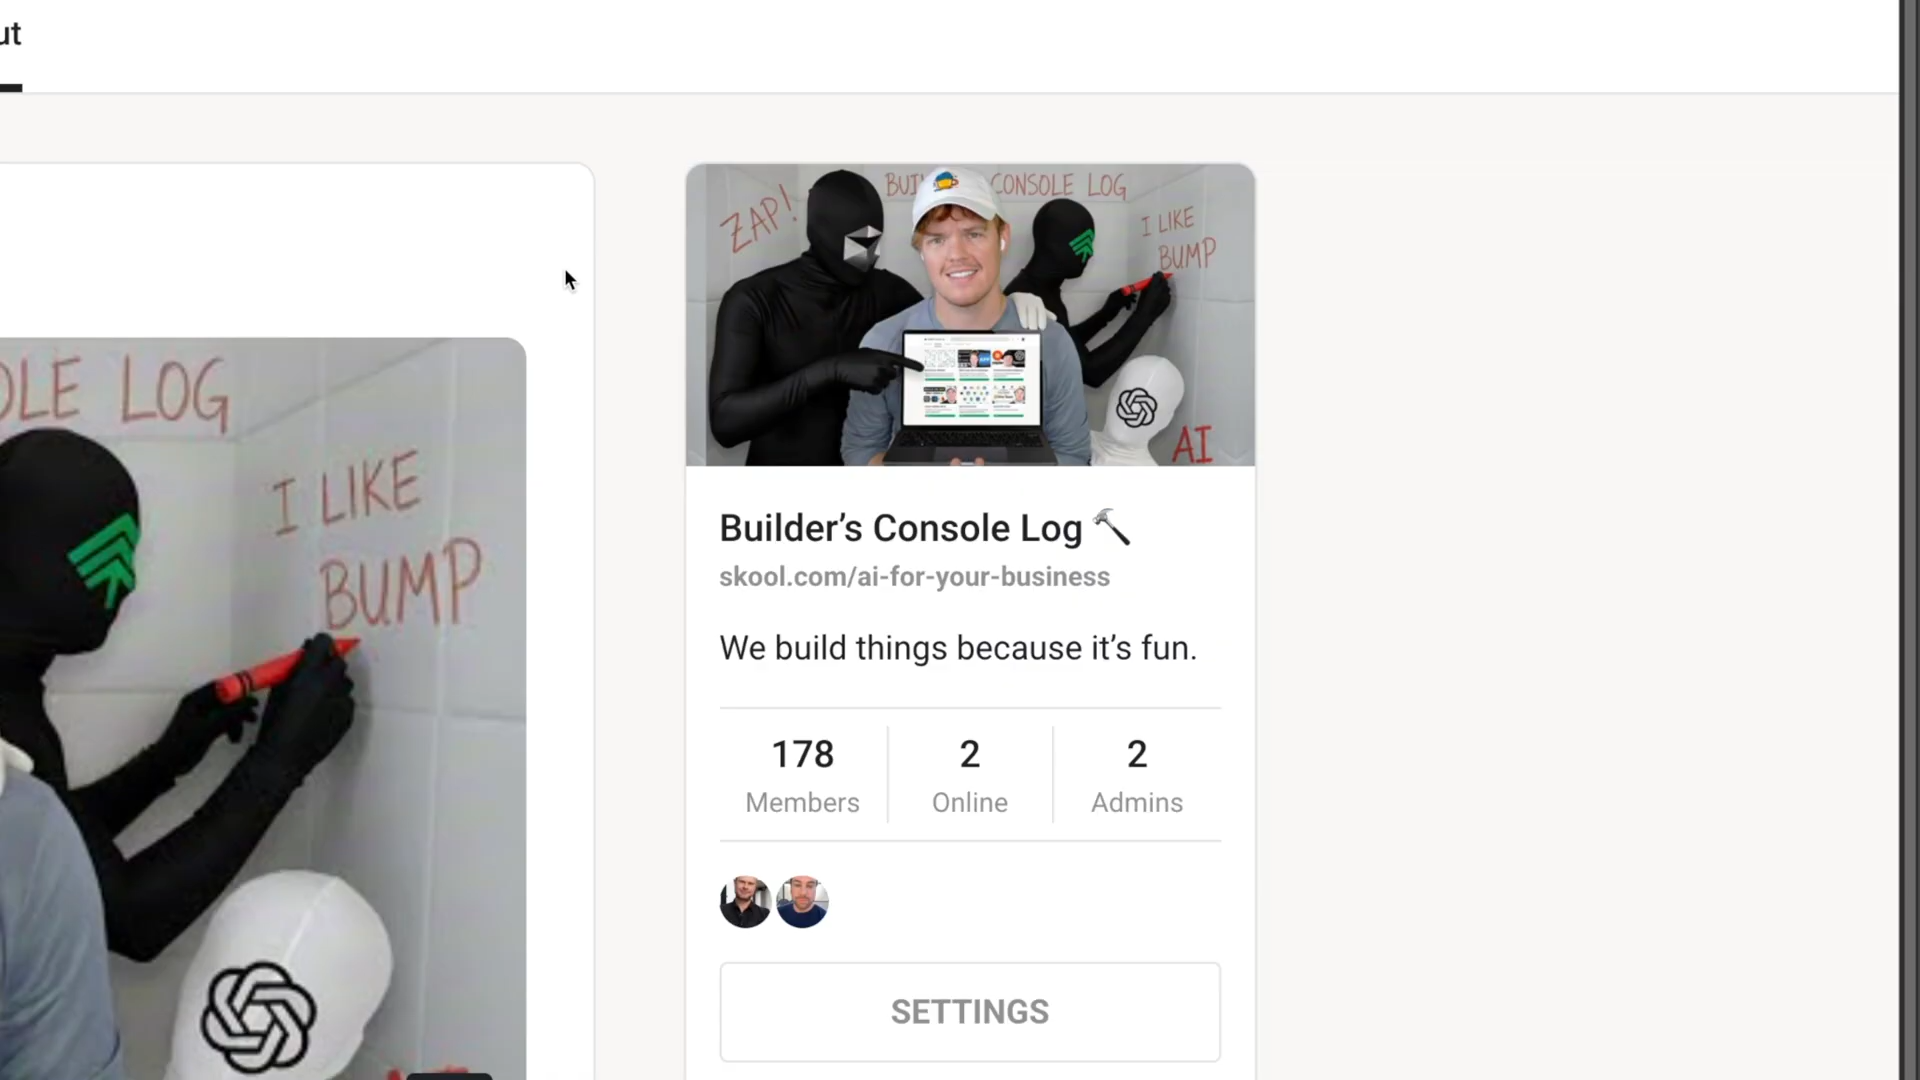 ut
ZAP!
BUI CONSOLE LOG
I LIKE
BUMP
AI
OLE LOG
I LIKE
BUMP
Builder’s Console Log 🔨
skool.com/ai-for-your-business
We build things because it’s fun.
178
Members
2
Online
2
Admins
SETTINGS